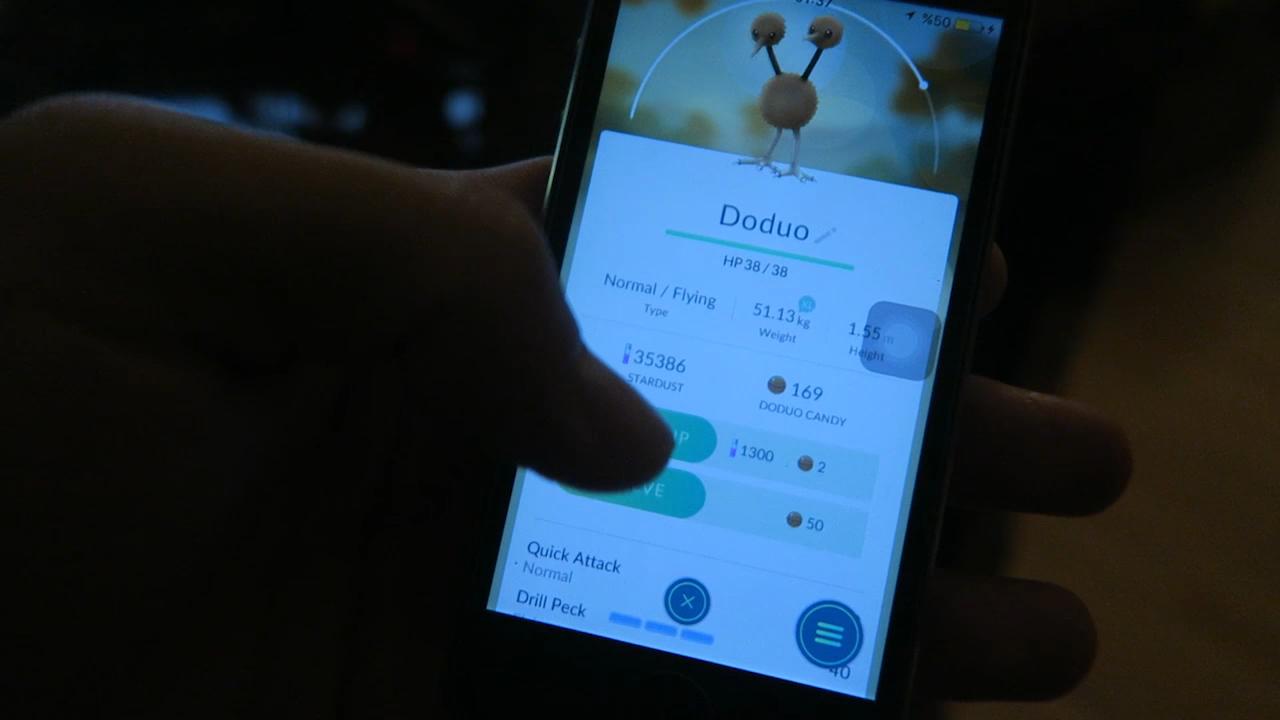 %50
Doduo
HP 38 / 38
Normal / Flying
Type
51.13 kg
XL
Weight
1.55 m
Height
35386
STARDUST
169
DODUO CANDY
1300
2
50
Quick Attack
Normal
Drill Peck
40